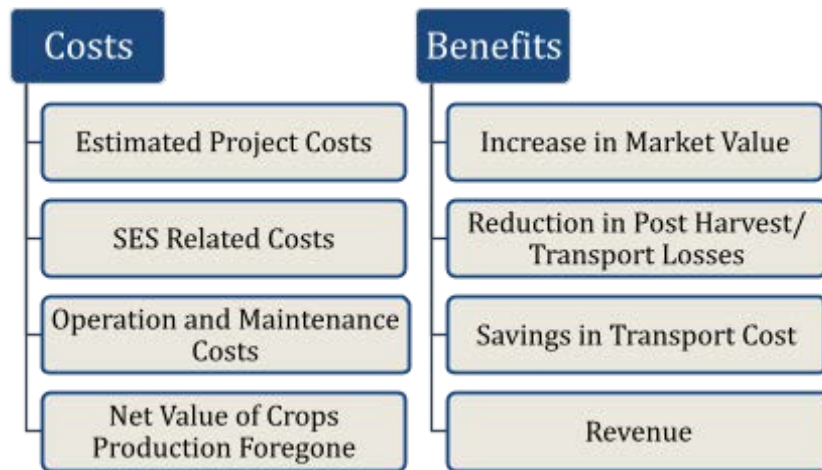 Costs
Estimated Project Costs
SES Related Costs
Operation and Maintenance
Costs
Net Value of Crops
Production Foregone
Benefits
Increase in Market Value
Reduction in Post Harvest/
Transport Losses
Savings in Transport Cost
Revenue